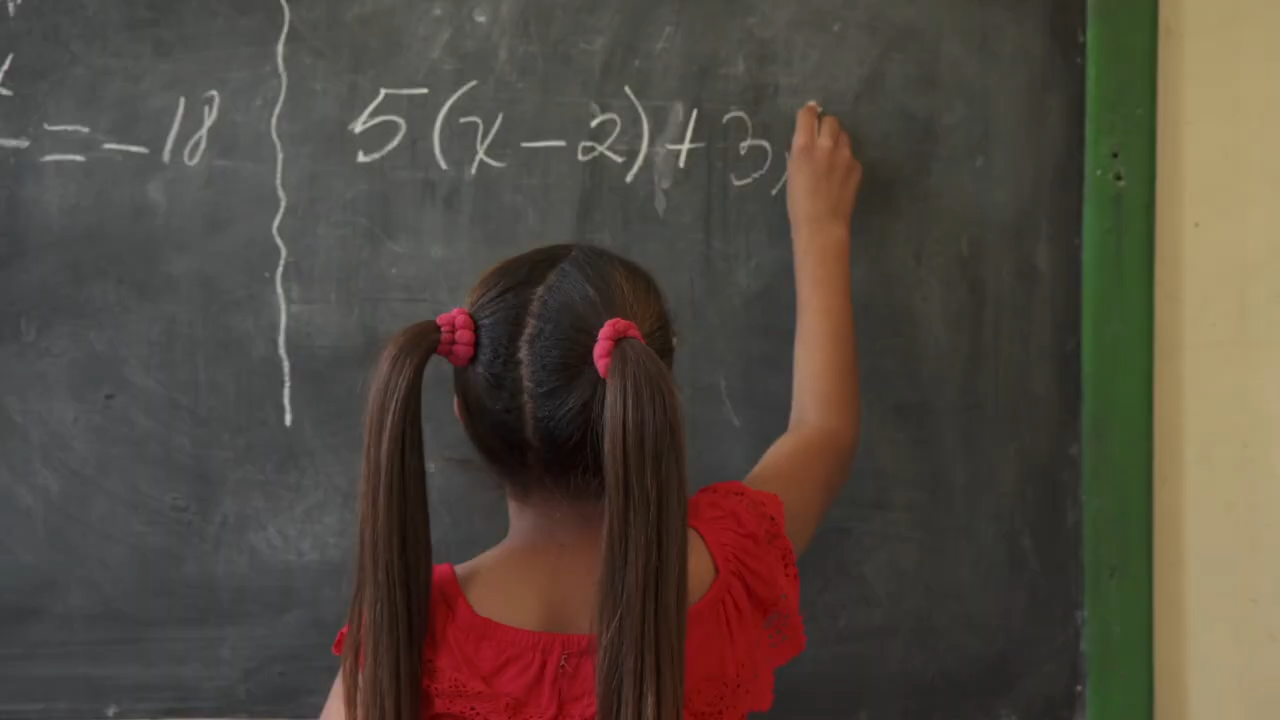 = -18
5(x-2)+3